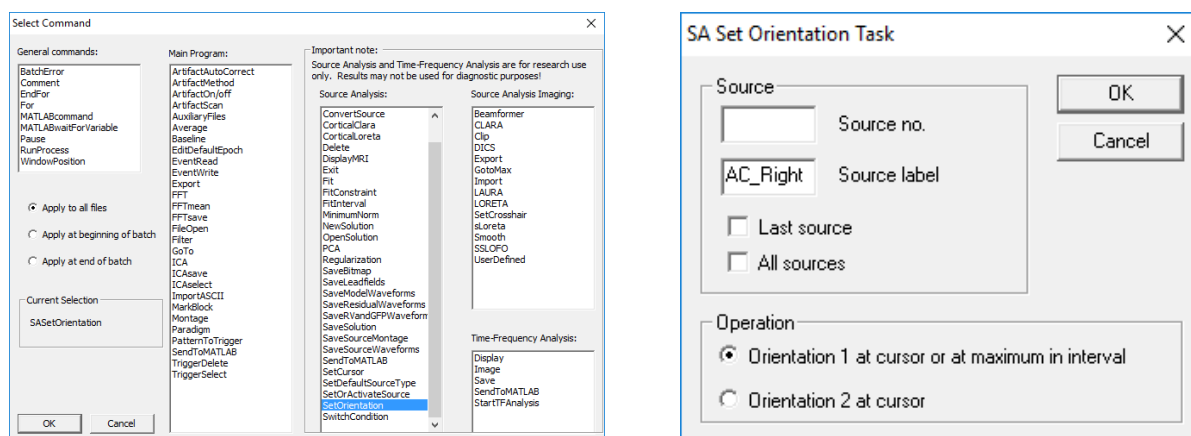 Select Command
General commands:
BatchError
Comment
EndFor
For
MATLABcommand
MATLABwaitForVariable
Pause
RunProcess
WindowPosition
Apply to all files
Apply at beginning of batch
Apply at end of batch
Current Selection
SASetOrientation
OK
Cancel
Main Program:
ArtifactAutoCorrect
ArtifactMethod
ArtifactOn/off
ArtifactScan
AuxiliaryFiles
Average
Baseline
EditDefaultEpoch
EventRead
EventWrite
Export
FFT
FFTmean
FFTsave
FileOpen
Filter
GoTo
ICA
ICAsave
ICAselect
ImportASCII
MarkBlock
Montage
Paradigm
PatternToTrigger
SendToMATLAB
TriggerDelete
TriggerSelect
Important note:
Source Analysis and Time-Frequency Analysis are for research use
only. Results may not be used for diagnostic purposes!
Source Analysis:
ConvertSource
CorticalClara
CorticalLoreta
Delete
DisplayMRI
Exit
Fit
FitConstraint
FitInterval
MinimumNorm
NewSolution
OpenSolution
PCA
Regularization
SaveBitmap
SaveLeadfields
SaveModelWaveforms
SaveResidualWaveforms
SaveRVandGFPWaveform
SaveSolution
SaveSourceMontage
SaveSourceWaveforms
SendToMATLAB
SetCursor
SetDefaultSourceType
SetOrActivateSource
SetOrientation
SwitchCondition
Source Analysis Imaging:
Beamformer
CLARA
Clip
DICS
Export
GotoMax
Import
LAURA
LORETA
SetCrosshair
sLoreta
Smooth
SSLOFO
UserDefined
Time-Frequency Analysis:
Display
Image
Save
SendToMATLAB
StartTFAnalysis
SA Set Orientation Task
Source
Source no.
AC_Right Source label
Last source
All sources
OK
Cancel
Operation
Orientation 1 at cursor or at maximum in interval
Orientation 2 at cursor